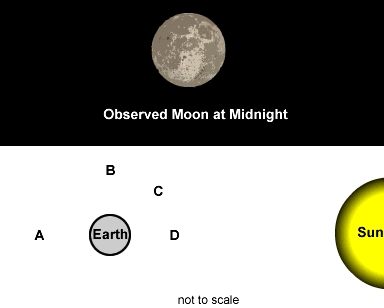 Observed Moon at Midnight
B
C
A
Earth
D
Sun
not to scale